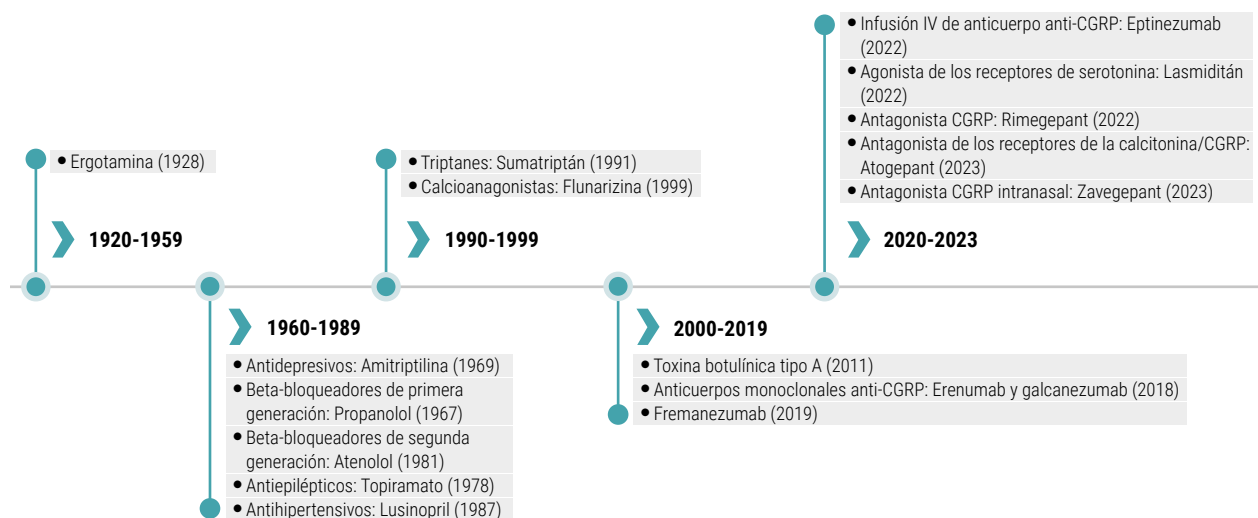 • Ergotamina (1928)
1920-1959
1960-1989
• Antidepresivos: Amitriptilina (1969)
• Beta-bloqueadores de primera
generación: Propanolol (1967)
• Beta-bloqueadores de segunda
generación: Atenolol (1981)
• Antiepilépticos: Topiramato (1978)
• Antihipertensivos: Lusinopril (1987)
• Triptanes: Sumatriptán (1991)
• Calcioanagonistas: Flunarizina (1999)
1990-1999
2000-2019
• Toxina botulínica tipo A (2011)
• Anticuerpos monoclonales anti-CGRP: Erenumab y galcanezumab (2018)
• Fremanezumab (2019)
• Infusión IV de anticuerpo anti-CGRP: Eptinezumab
(2022)
• Agonista de los receptores de serotonina: Lasmiditán
(2022)
• Antagonista CGRP: Rimegepant (2022)
• Antagonista de los receptores de la calcitonina/CGRP:
Atogepant (2023)
• Antagonista CGRP intranasal: Zavegepant (2023)
2020-2023